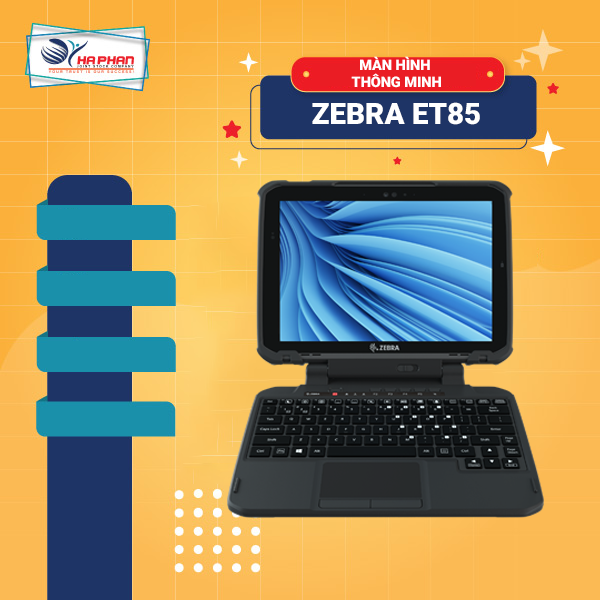 HA PHAN
JOINT STOCK COMPANY
YOUR TRUST IS OUR SUCCESS!
MÀN HÌNH
THÔNG MINH
ZEBRA ET85
ZEBRA